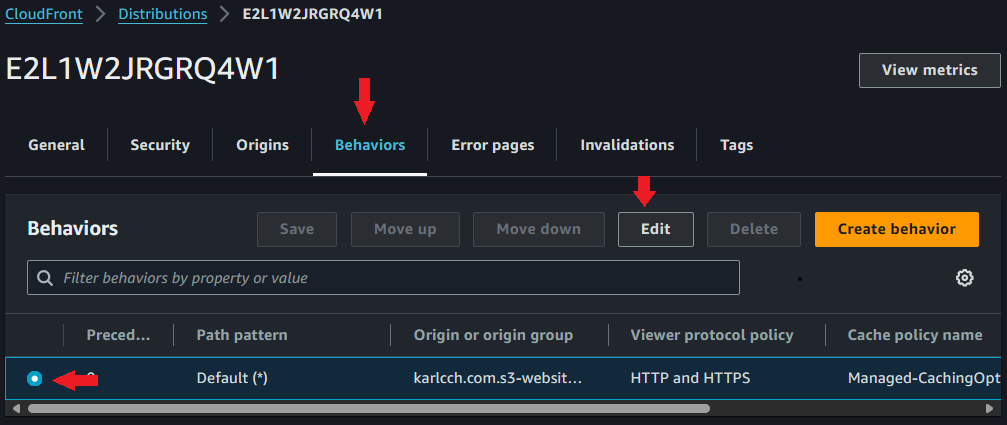 CloudFront > Distributions > E2L1W2JRGRQ4W1
E2L1W2JRGRQ4W1
View metrics
General Security Origins Behaviors Error pages Invalidations Tags
Behaviors Save Move up Move down Edit Delete Create behavior
Filter behaviors by property or value
Preced... Path pattern Origin or origin group Viewer protocol policy Cache policy name
Default (*) karlcch.com.s3-websit... HTTP and HTTPS Managed-CachingOpt